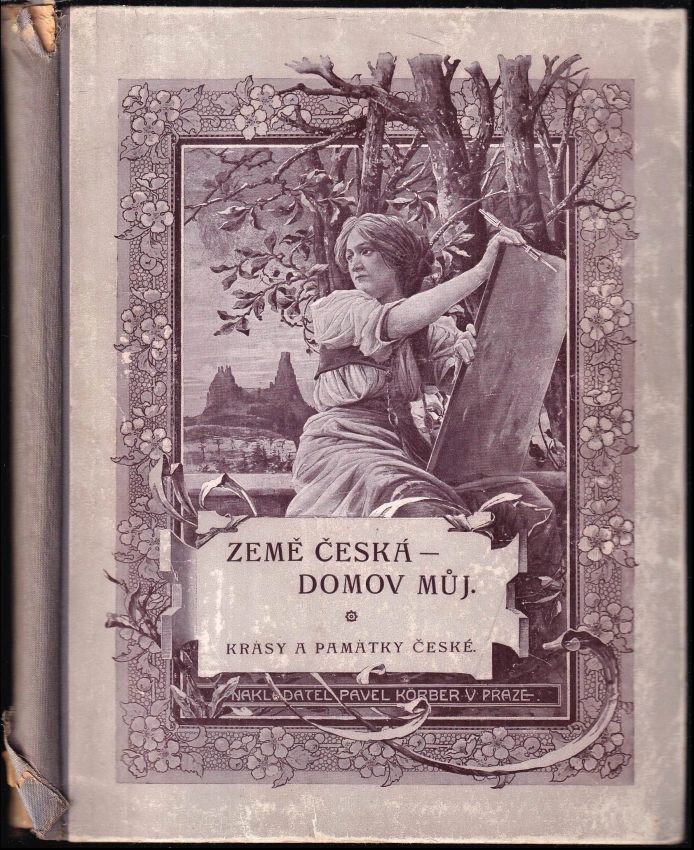 ZEMĚ ČESKÁ —
DOMOV MŮJ.
KRÁSY A PAMÁTKY ČESKÉ.
NAKLADATEL PAVEL KÖRBER V PRAZE.